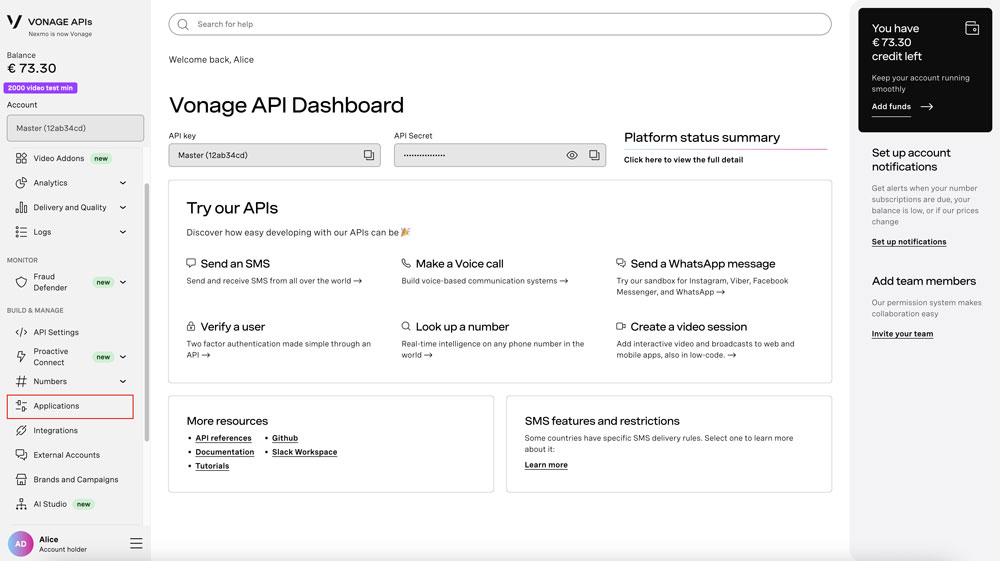 VONAGE APIs
Nexmo is now Vonage
Balance
€ 73.30
2000 video test min
Account
Master (12ab34cd)
Video Addons new
Analytics
Delivery and Quality
Logs
MONITOR
Fraud
Defender new
BUILD & MANAGE
API Settings
Proactive
Connect new
Numbers
Applications
Integrations
External Accounts
Brands and Campaigns
AI Studio new
AD
Alice
Account holder
Search for help
Welcome back, Alice
Vonage API Dashboard
API key
Master (12ab34cd)
API Secret
••••••••••••••••
Platform status summary
Click here to view the full detail
Try our APIs
Discover how easy developing with our APIs can be🎉
Send an SMS
Send and receive SMS from all over the world →
Make a Voice call
Build voice-based communication systems →
Send a WhatsApp message
Try our sandbox for Instagram, Viber, Facebook
Messenger, and WhatsApp →
Verify a user
Two factor authentication made simple through an
API →
Look up a number
Real-time intelligence on any phone number in the
world →
Create a video session
Add interactive video and broadcasts to web and
mobile apps, also in low-code. →
More resources
• API references
• Documentation
• Tutorials
• Github
• Slack Workspace
SMS features and restrictions
Some countries have specific SMS delivery rules. Select one to learn more
about it:
Learn more
You have
€ 73.30
credit left
Keep your account running
smoothly
Add funds →
Set up account
notifications
Get alerts when your number
subscriptions are due, your
balance is low, or if our prices
change
Set up notifications
Add team members
Our permission system makes
collaboration easy
Invite your team